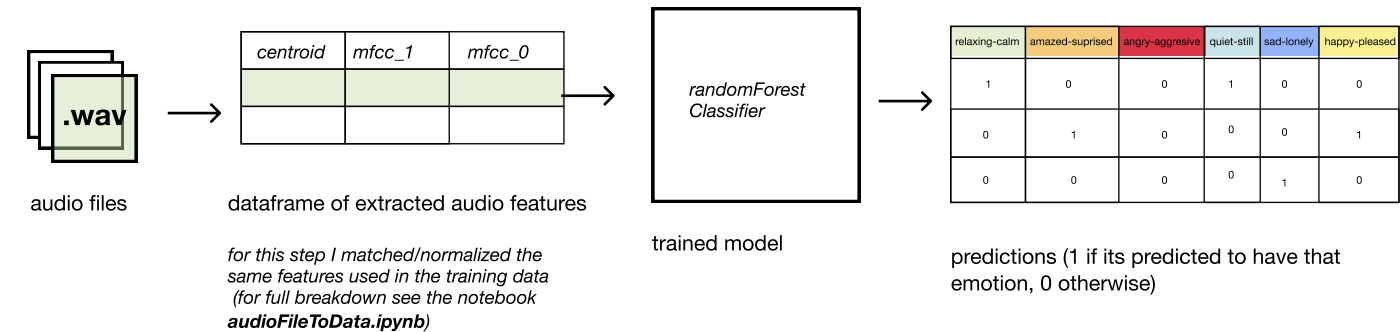 .wav
audio files
centroid mfcc_1 mfcc_0
dataframe of extracted audio features
for this step I matched/normalized the
same features used in the training data
(for full breakdown see the notebook
audioFileToData.ipynb)
randomForest
Classifier
trained model
relaxing-calm amazed-suprised angry-aggresive quiet-still sad-lonely happy-pleased
1 0 0 1 0 0
0 1 0 0 0 1
0 0 0 0 1 0
predictions (1 if its predicted to have that
emotion, 0 otherwise)